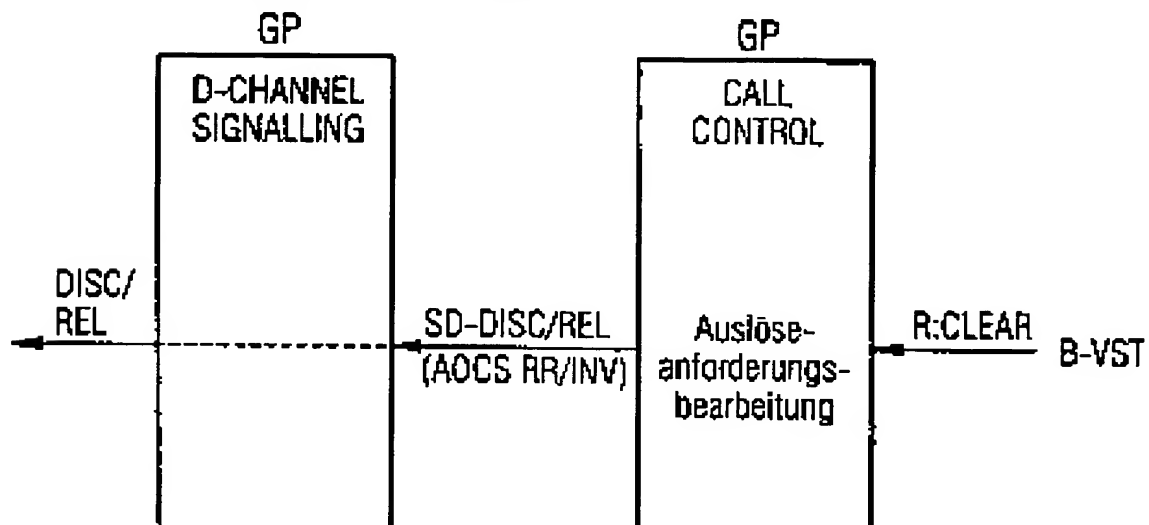 GP
D-CHANNEL
SIGNALLING
GP
CALL
CONTROL
DISC/
REL
SD-DISC/REL
(AOCS RR/INV)
Auslöse-
anforderungs-
bearbeitung
R:CLEAR
B-VST